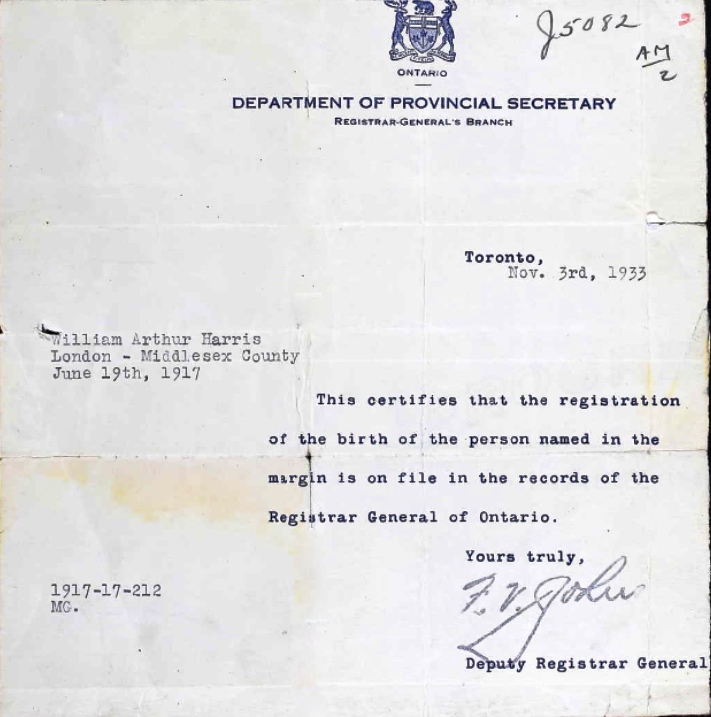 J5082
2
AM
2
ONTARIO
DEPARTMENT OF PROVINCIAL SECRETARY
REGISTRAR-GENERAL'S BRANCH
Toronto,
Nov. 3rd, 1933
William Arthur Harris
London - Middlesex County
June 19th, 1917
This certifies that the registration
of the birth of the person named in the
margin is on file in the records of the
Registrar General of Ontario.
Yours truly,
1917-17-212
F. V. Johns
MG.
Deputy Registrar General